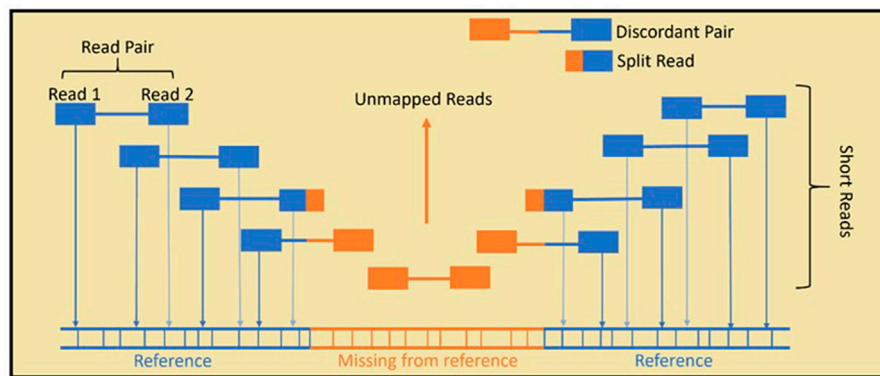 Discordant Pair
Read Pair
Split Read
Read 1 Read 2
Unmapped Reads
Short Reads
Reference
Missing from reference
Reference